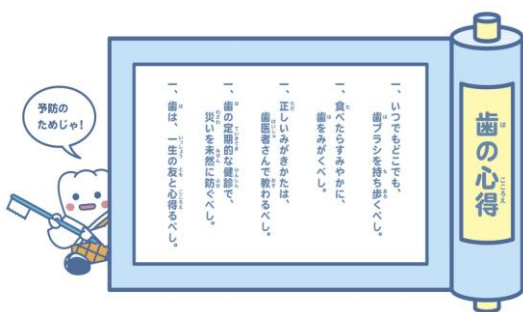 歯の心得
一、いつでもどこでも、
歯ブラシを持ち歩くべし。
一、食べたらすみやかに、
歯をみがくべし。
一、正しいみがきかたは、
歯医者さんで教わるべし。
一、歯の定期的な健診で、
災いを未然に防ぐべし。
一、歯は、一生の友と心得るべし。
予防の
ためじゃ！